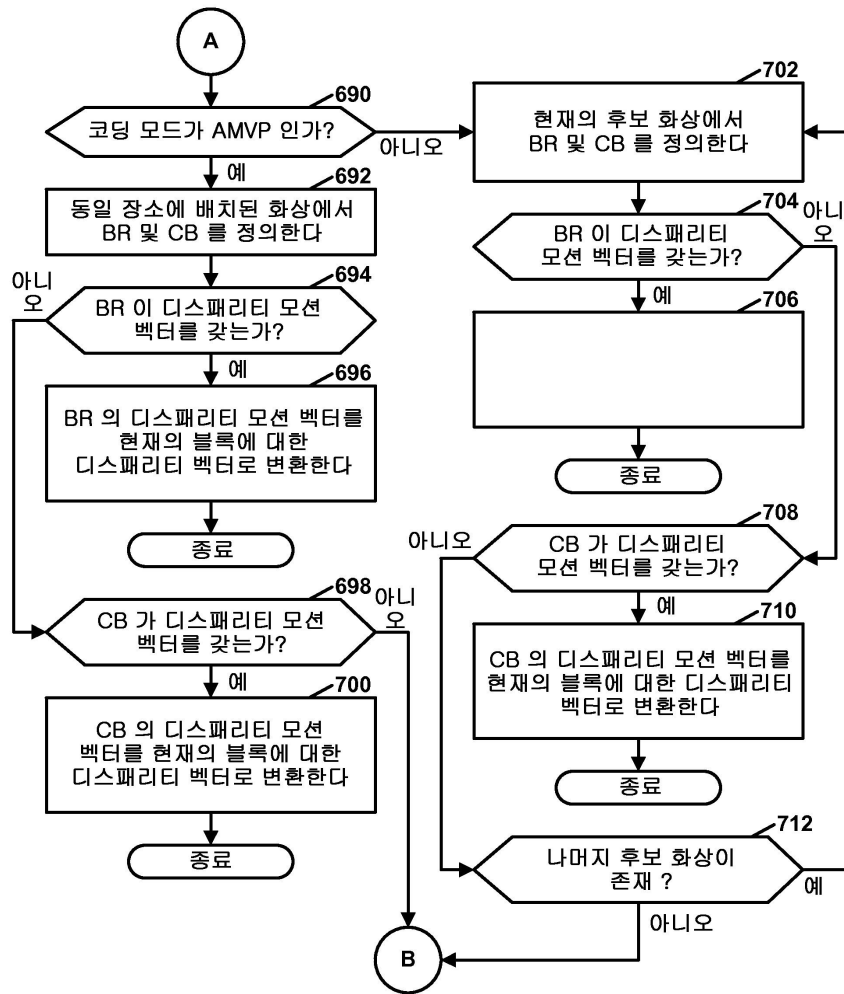 A
690
코딩 모드가 AMVP 인가?
아니오
예
692
동일 장소에 배치된 화상에서
BR 및 CB 를 정의한다
694
아니
오
BR 이 디스패리티 모션
벡터를 갖는가?
예
696
BR 의 디스패리티 모션 벡터를
현재의 블록에 대한
디스패리티 벡터로 변환한다
종료
698
CB 가 디스패리티 모션
벡터를 갖는가?
아니
오
예
700
CB 의 디스패리티 모션
벡터를 현재의 블록에 대한
디스패리티 벡터로 변환한다
종료
702
현재의 후보 화상에서
BR 및 CB 를 정의한다
704
BR 이 디스패리티
모션 벡터를 갖는가?
아니
오
예
706
종료
708
아니오
CB 가 디스패리티
모션 벡터를 갖는가?
예
710
CB 의 디스패리티 모션 벡터를
현재의 블록에 대한 디스패리티
벡터로 변환한다
종료
712
나머지 후보 화상이
존재 ?
예
아니오
B